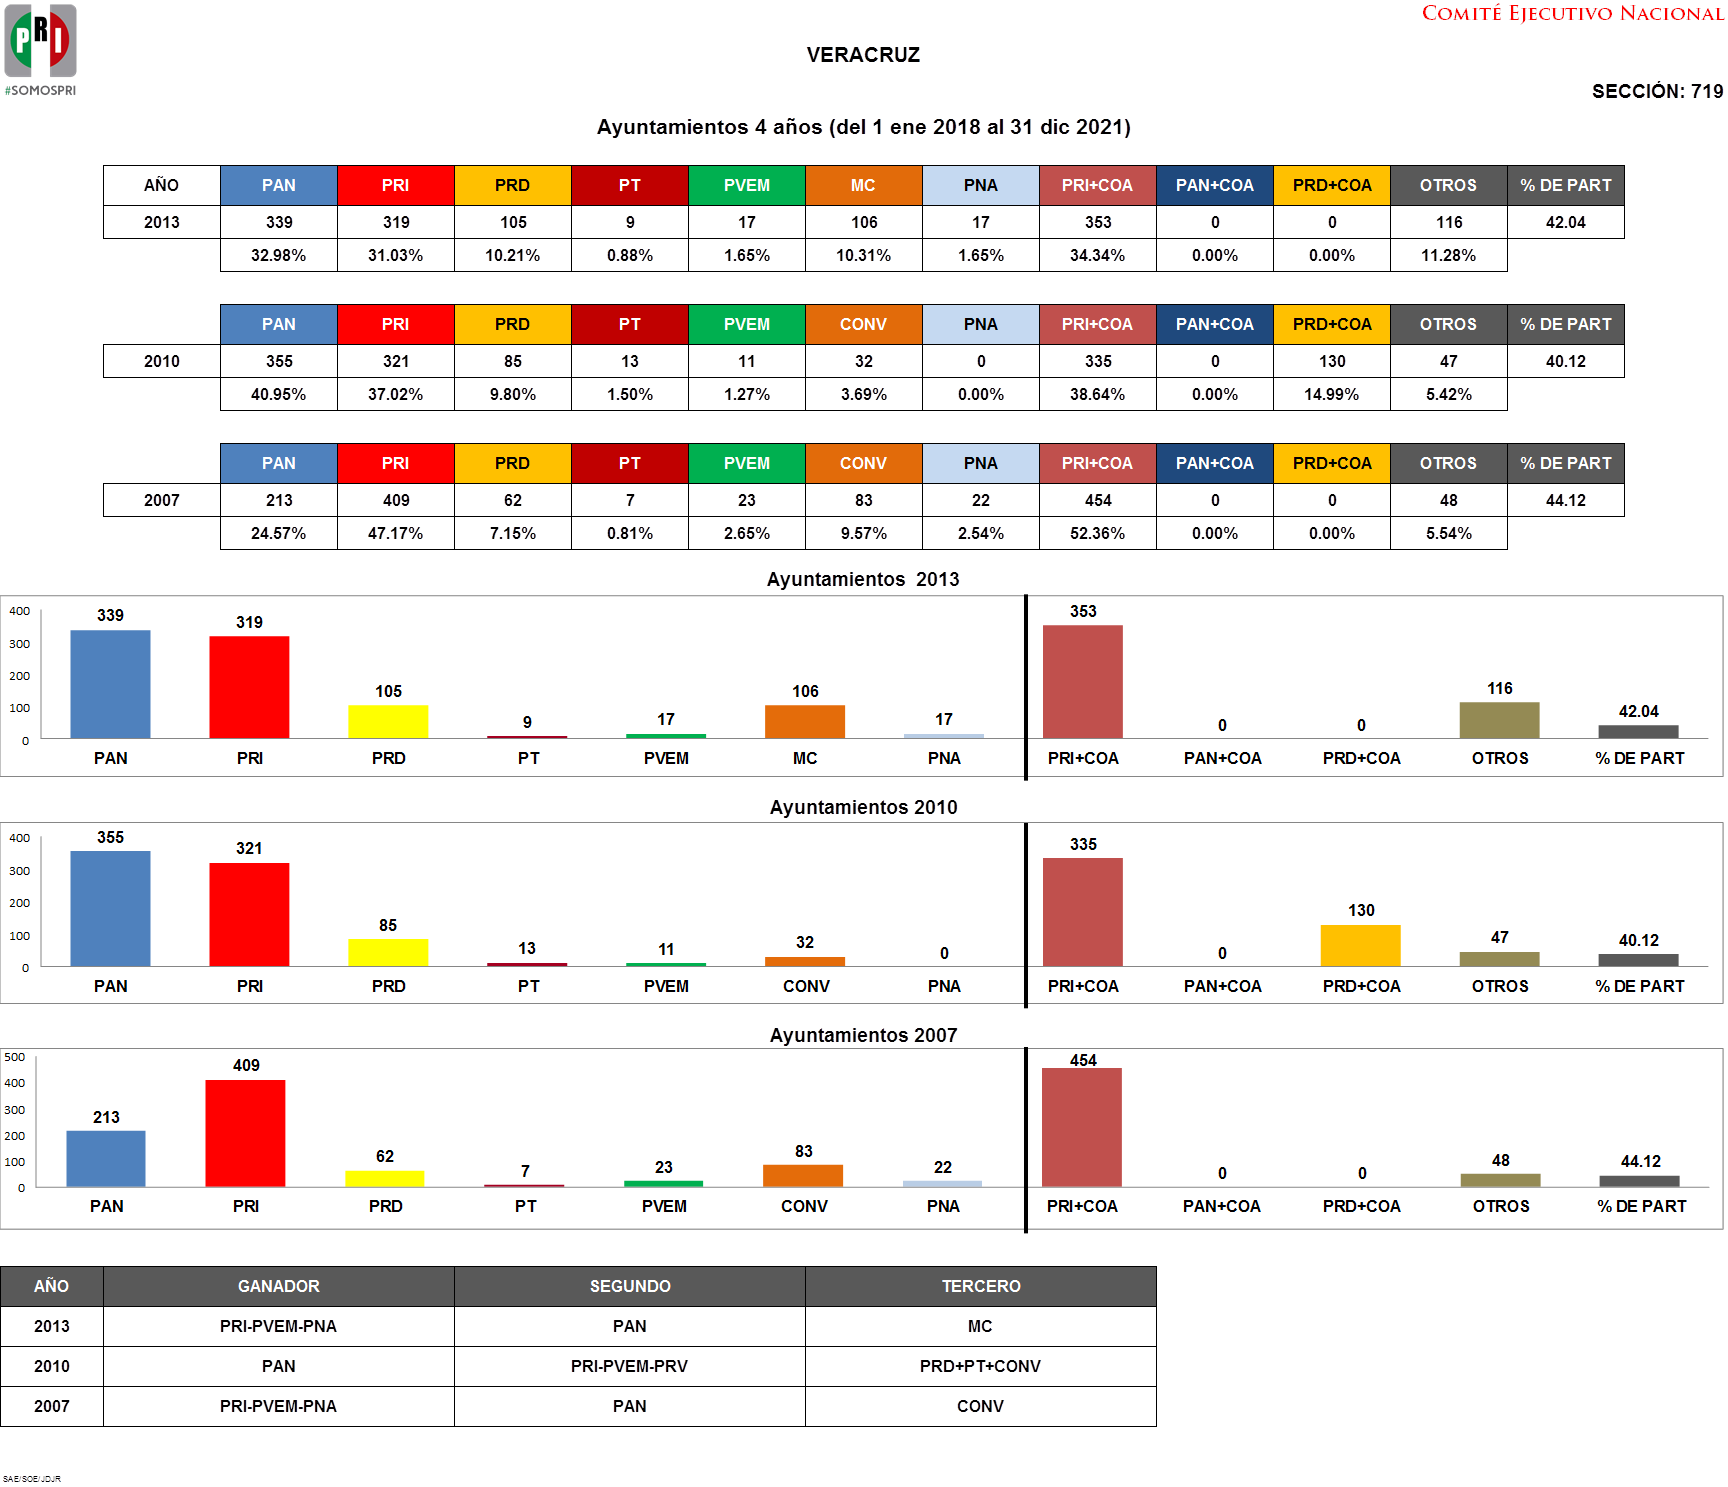 PRI
#SOMOSPRI
COMITÉ EJECUTIVO NACIONAL
VERACRUZ
SECCIÓN: 719
Ayuntamientos 4 años (del 1 ene 2018 al 31 dic 2021)
AÑO PAN PRI PRD PT PVEM MC PNA PRI+COA PAN+COA PRD+COA OTROS % DE PART
2013 339 319 105 9 17 106 17 353 0 0 116 42.04
32.98% 31.03% 10.21% 0.88% 1.65% 10.31% 1.65% 34.34% 0.00% 0.00% 11.28%
PAN PRI PRD PT PVEM CONV PNA PRI+COA PAN+COA PRD+COA OTROS % DE PART
2010 355 321 85 13 11 32 0 335 0 130 47 40.12
40.95% 37.02% 9.80% 1.50% 1.27% 3.69% 0.00% 38.64% 0.00% 14.99% 5.42%
PAN PRI PRD PT PVEM CONV PNA PRI+COA PAN+COA PRD+COA OTROS % DE PART
2007 213 409 62 7 23 83 22 454 0 0 48 44.12
24.57% 47.17% 7.15% 0.81% 2.65% 9.57% 2.54% 52.36% 0.00% 0.00% 5.54%
Ayuntamientos 2013
400
300
200
100
0
339 319 105 9 17 106 17 353 0 0 116 42.04
PAN PRI PRD PT PVEM MC PNA PRI+COA PAN+COA PRD+COA OTROS % DE PART
Ayuntamientos 2010
400
300
200
100
0
355 321 85 13 11 32 0 335 0 130 47 40.12
PAN PRI PRD PT PVEM CONV PNA PRI+COA PAN+COA PRD+COA OTROS % DE PART
Ayuntamientos 2007
500
400
300
200
100
0
213 409 62 7 23 83 22 454 0 0 48 44.12
PAN PRI PRD PT PVEM CONV PNA PRI+COA PAN+COA PRD+COA OTROS % DE PART
AÑO GANADOR SEGUNDO TERCERO
2013 PRI-PVEM-PNA PAN MC
2010 PAN PRI-PVEM-PRV PRD+PT+CONV
2007 PRI-PVEM-PNA PAN CONV
SAE/SOE/JDJR